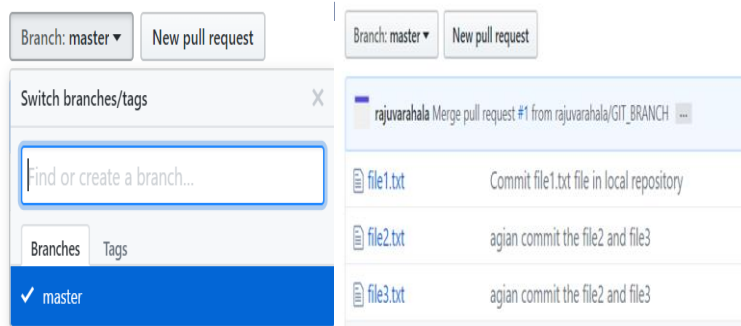 Branch: master ▾ New pull request
Switch branches/tags ×
Find or create a branch...
Branches Tags
✓ master
Branch: master ▾ New pull request
rajuvarahala Merge pull request #1 from rajuvarahala/GIT_BRANCH ...
file1.txt Commit file1.txt file in local repository
file2.txt agian commit the file2 and file3
file3.txt agian commit the file2 and file3